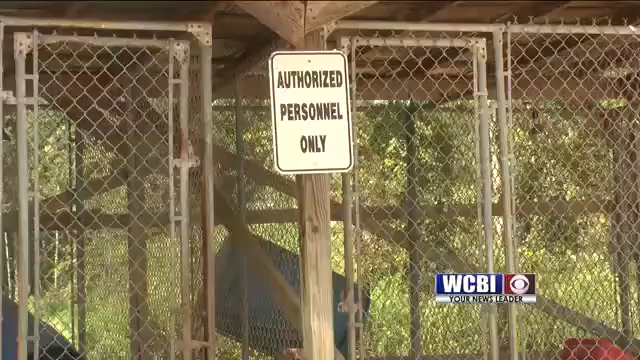 AUTHORIZED
PERSONNEL
ONLY
WCBI
YOUR NEWS LEADER